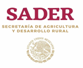 SADER
SECRETARÍA DE AGRICULTURA
Y DESARROLLO RURAL